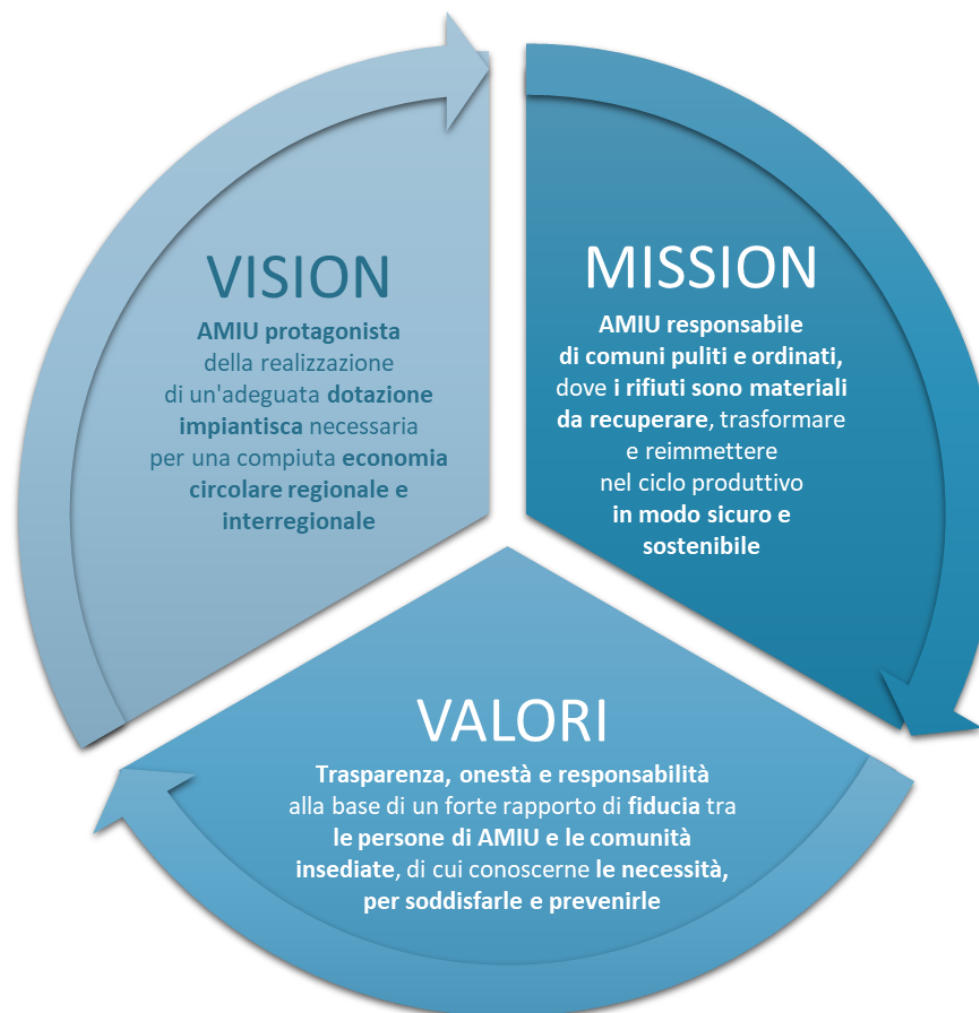 VISION
AMIU protagonista
della realizzazione
di un'adeguata dotazione
impiantisca necessaria
per una compiuta economia
circolare regionale e
interregionale
MISSION
AMIU responsabile
di comuni puliti e ordinati,
dove i rifiuti sono materiali
da recuperare, trasformare
e reimmettere
nel ciclo produttivo
in modo sicuro e
sostenibile
VALORI
Trasparenza, onestà e responsabilità
alla base di un forte rapporto di fiducia tra
le persone di AMIU e le comunità
insediate, di cui conoscerne le necessità,
per soddisfarle e prevenirle